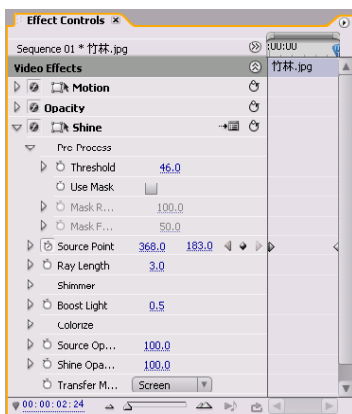 Effect Controls ×
Sequence 01 * 竹林.jpg :00:00
Video Effects 竹林.jpg
Motion
Opacity
Shine
Pre Process
Threshold 46.0
Use Mask
Mask R... 100.0
Mask F... 50.0
Source Point 368.0 183.0
Ray Length 3.0
Shimmer
Boost Light 0.5
Colorize
Source Op... 100.0
Shine Opa... 100.0
Transfer M... Screen
00:00:02:24